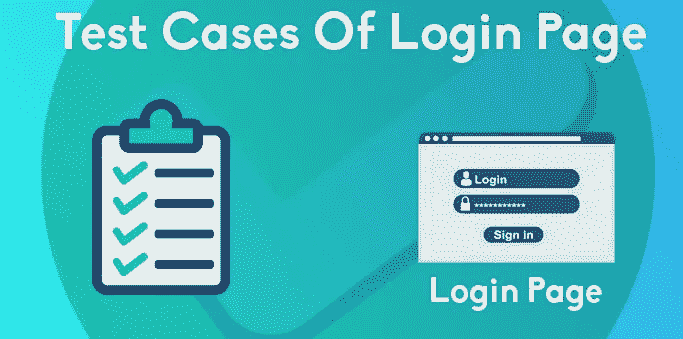 Test Cases Of Login Page
Login
***********
Sign in
Login Page